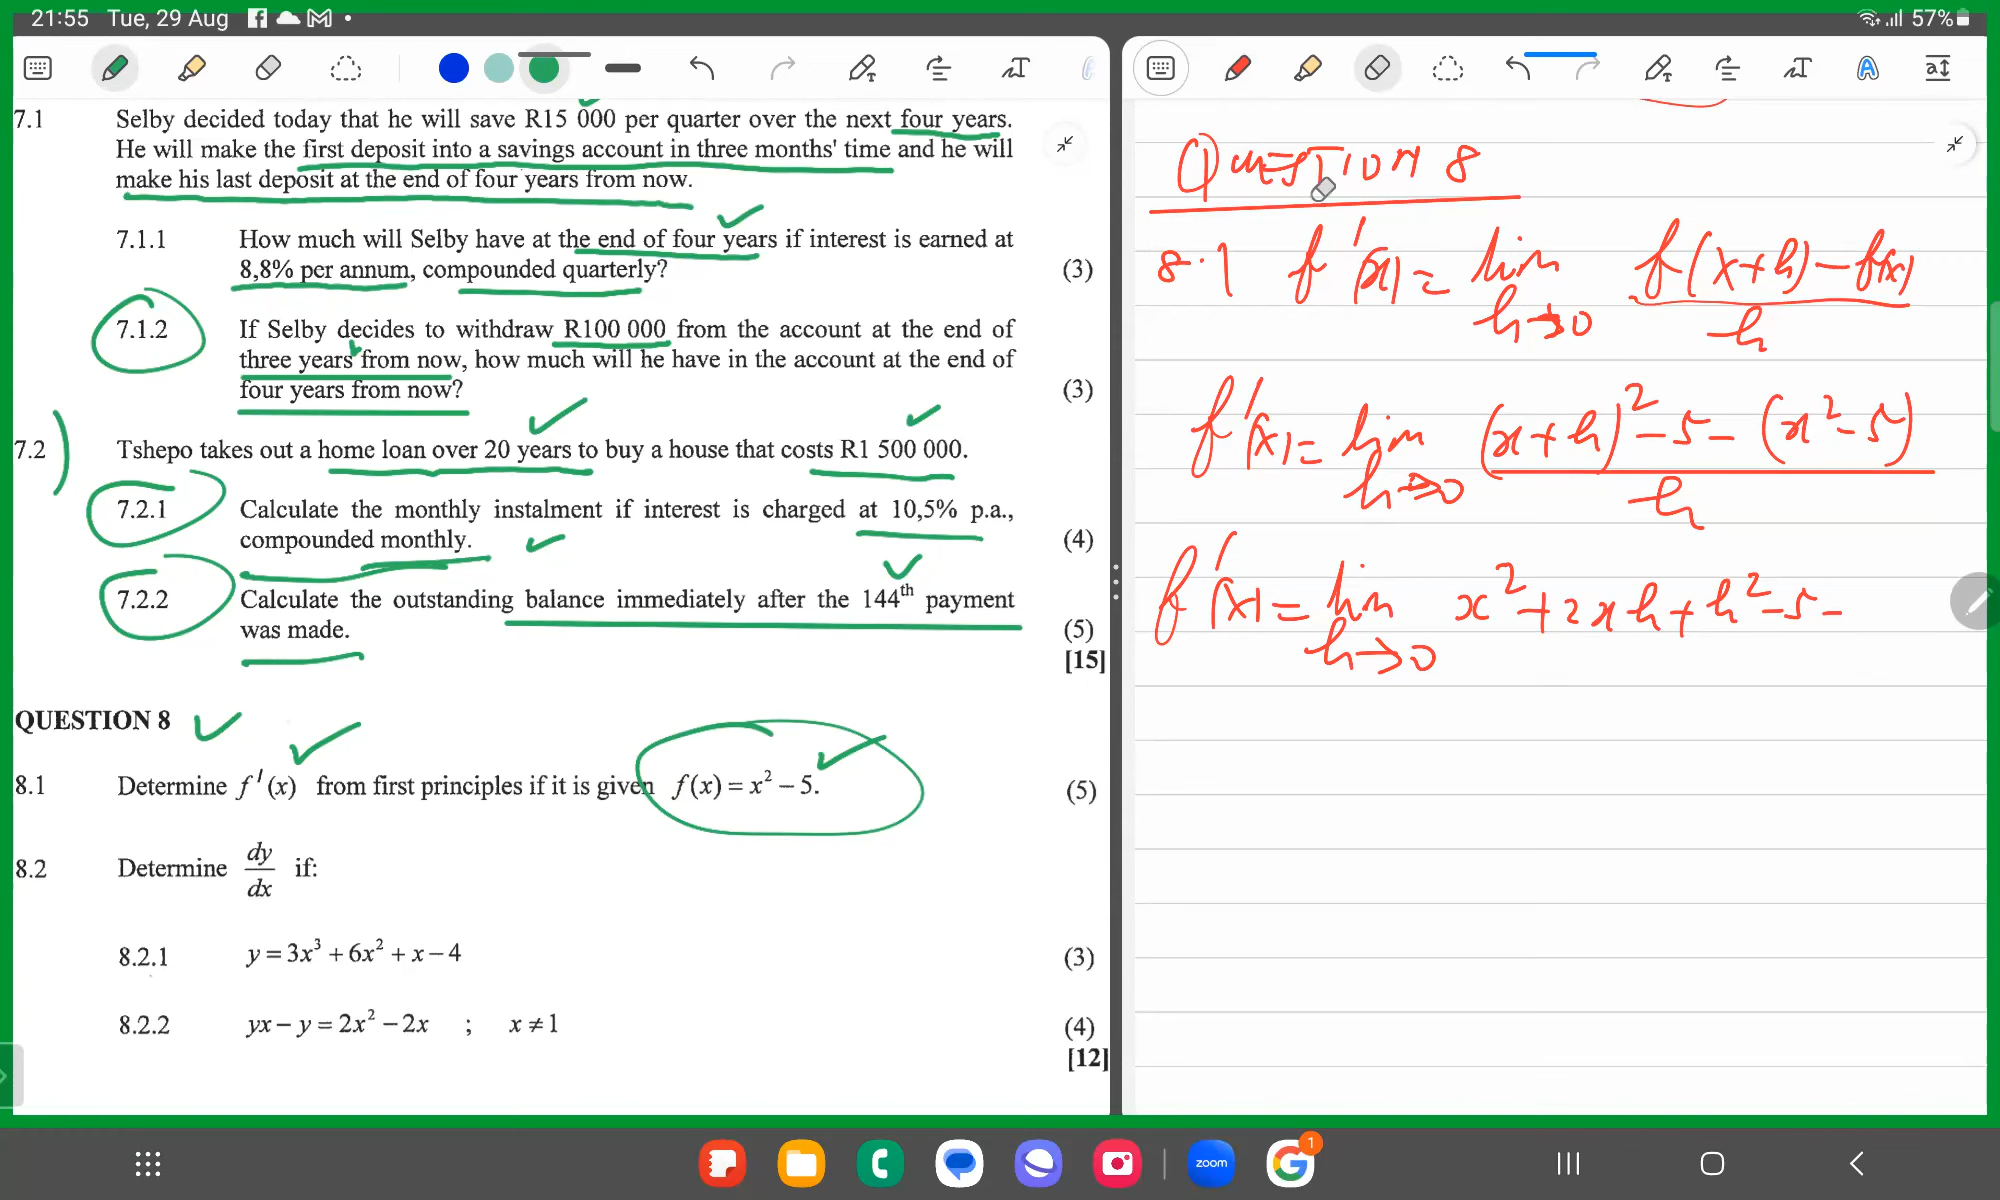 21:55 Tue, 29 Aug
57%
7.1 Selby decided today that he will save R15 000 per quarter over the next four years.
He will make the first deposit into a savings account in three months' time and he will
make his last deposit at the end of four years from now.
7.1.1 How much will Selby have at the end of four years if interest is earned at
8,8% per annum, compounded quarterly? (3)
7.1.2 If Selby decides to withdraw R100 000 from the account at the end of
three years from now, how much will he have in the account at the end of
four years from now? (3)
7.2 Tshepo takes out a home loan over 20 years to buy a house that costs R1 500 000.
7.2.1 Calculate the monthly instalment if interest is charged at 10,5% p.a.,
compounded monthly. (4)
7.2.2 Calculate the outstanding balance immediately after the 144th payment
was made. (5)
[15]
QUESTION 8
8.1 Determine f'(x) from first principles if it is given f(x) = x² – 5. (5)
8.2 Determine dy/dx if:
8.2.1 y = 3x³ + 6x² + x – 4 (3)
8.2.2 yx – y = 2x² – 2x ; x ≠ 1 (4)
[12]
QUESTION 8
8.1 f'(x) = lim h→0 f(x+h) – f(x) / h
f'(x) = lim h→0 (x+h)² – 5 – (x² – 5) / h
f'(x) = lim h→0 x² + 2xh + h² – 5 –
zoom
1